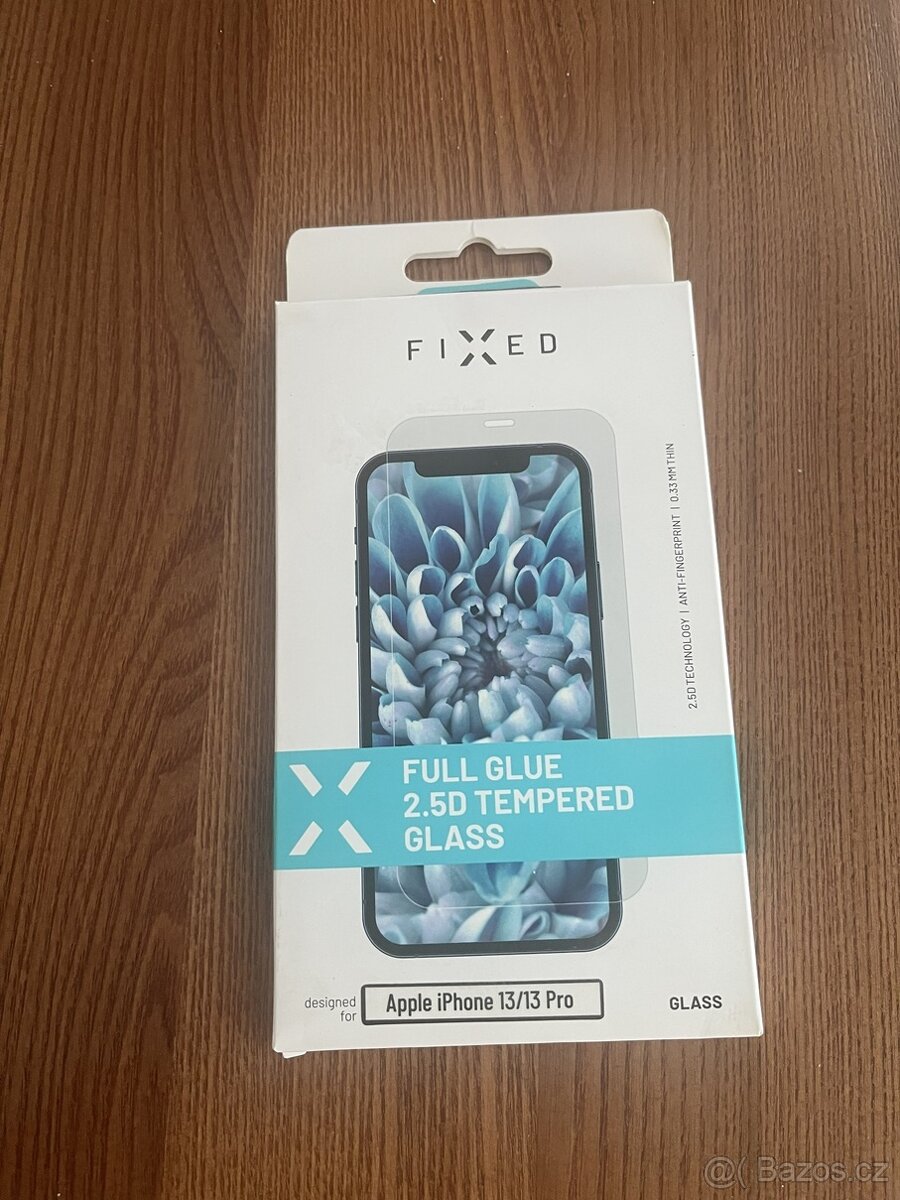 FIXED
2.5D TECHNOLOGY | ANTI-FINGERPRINT | 0.33 MM THIN
FULL GLUE
2.5D TEMPERED
GLASS
designed
for
Apple iPhone 13/13 Pro
GLASS
@( Bazos.cz